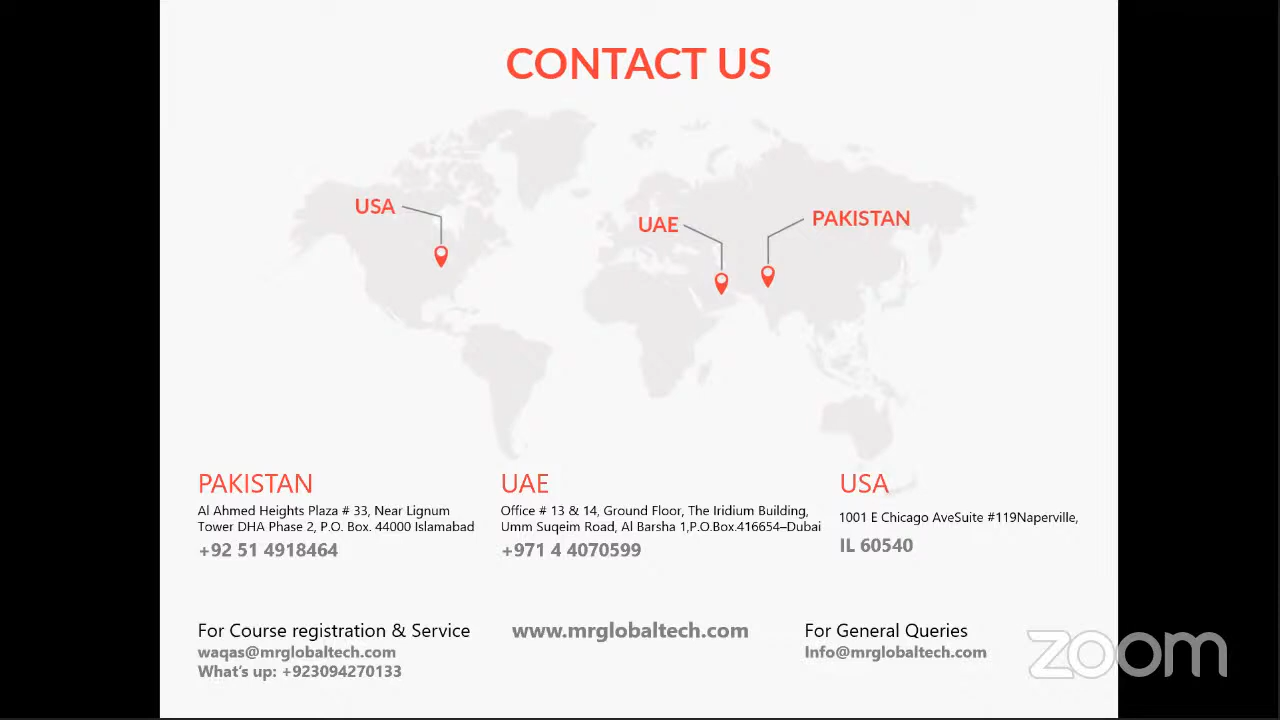 CONTACT US
USA
UAE
PAKISTAN
PAKISTAN
Al Ahmed Heights Plaza # 33, Near Lignum
Tower DHA Phase 2, P.O. Box. 44000 Islamabad
+92 51 4918464
UAE
Office # 13 & 14, Ground Floor, The Iridium Building,
Umm Suqeim Road, Al Barsha 1,P.O.Box.416654–Dubai
+971 4 4070599
USA
1001 E Chicago AveSuite #119Naperville,
IL 60540
For Course registration & Service
waqas@mrglobaltech.com
What's up: +923094270133
www.mrglobaltech.com
For General Queries
Info@mrglobaltech.com
zoom